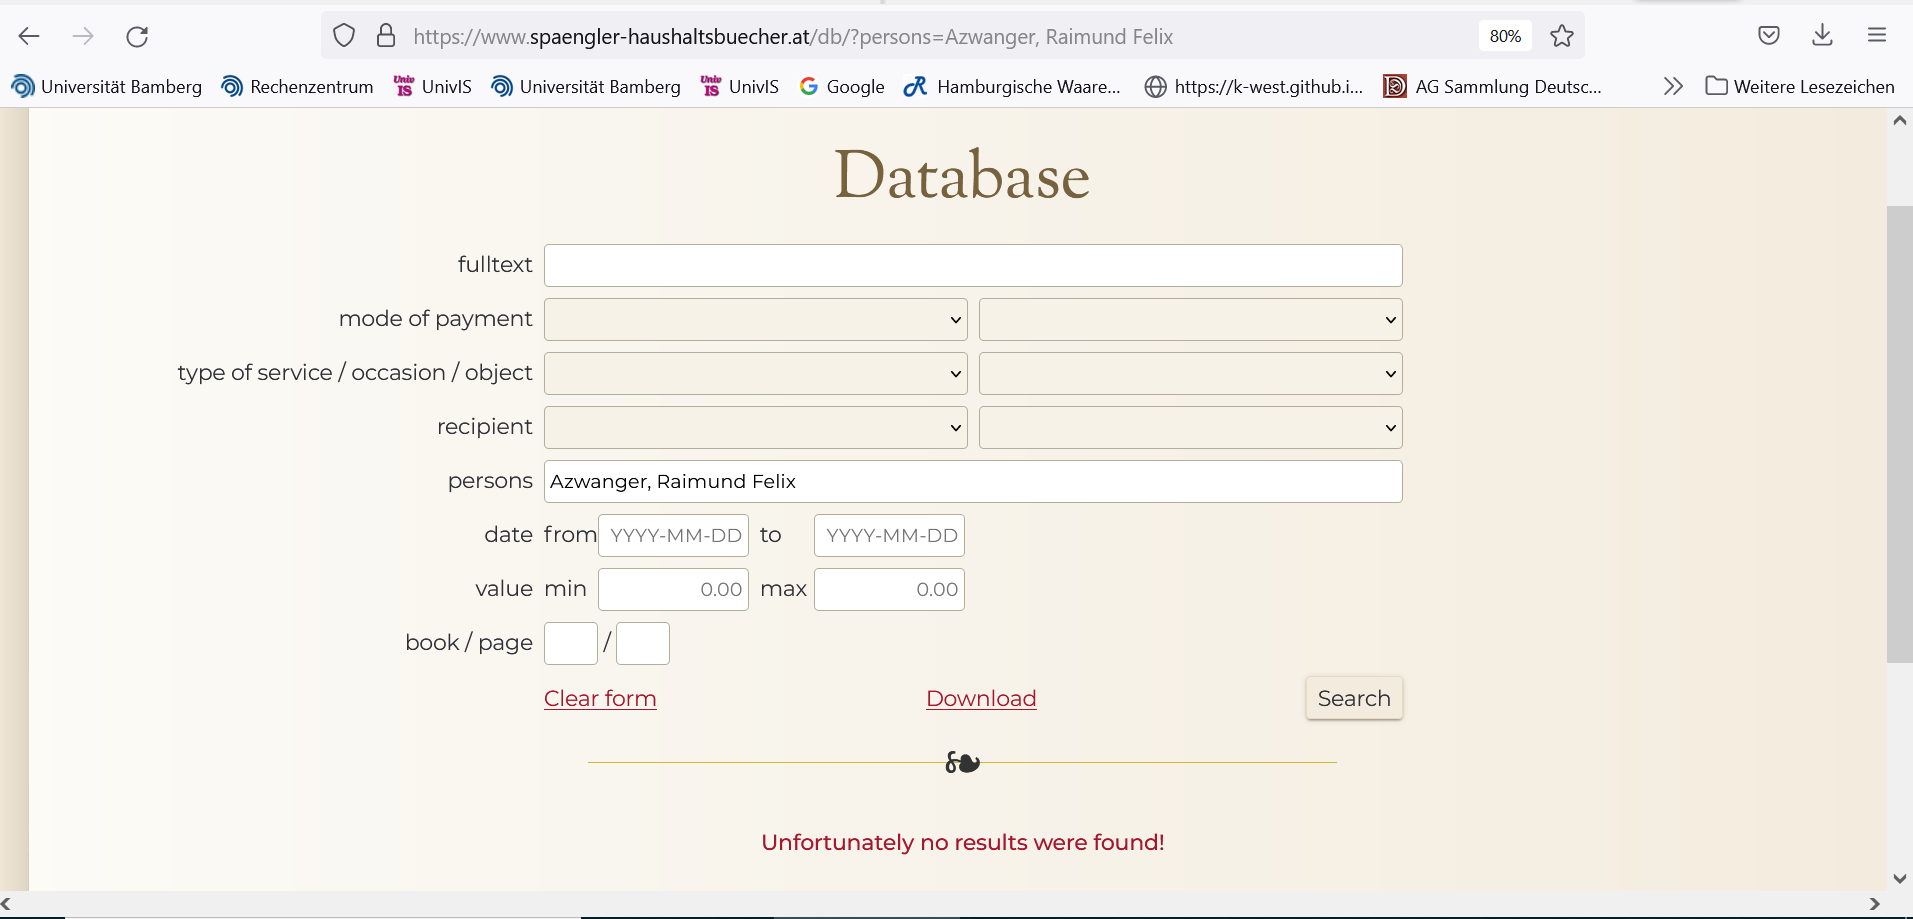 https://www.spaengler-haushaltsbuecher.at/db/?persons=Azwanger, Raimund Felix 80%
Universität Bamberg Rechenzentrum UnivIS UnivIS Universität Bamberg UnivIS UnivIS Google Hamburgische Waare... https://k-west.github.i... AG Sammlung Deutsc... Weitere Lesezeichen
Database
fulltext
mode of payment
type of service / occasion / object
recipient
persons Azwanger, Raimund Felix
date from YYYY-MM-DD to YYYY-MM-DD
value min 0.00 max 0.00
book / page /
Clear form Download Search
Unfortunately no results were found!